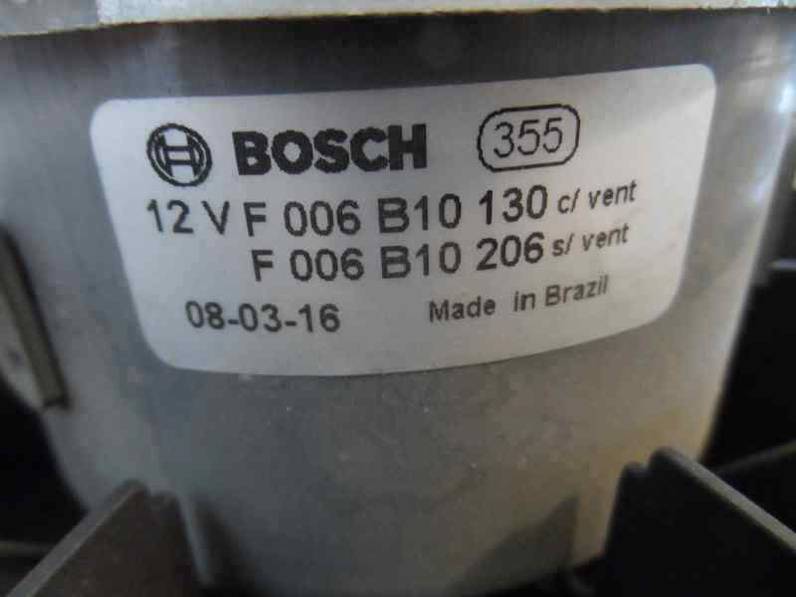 BOSCH 355
12 V F 006 B10 130 c/ vent
F 006 B10 206 s/ vent
08-03-16 Made in Brazil